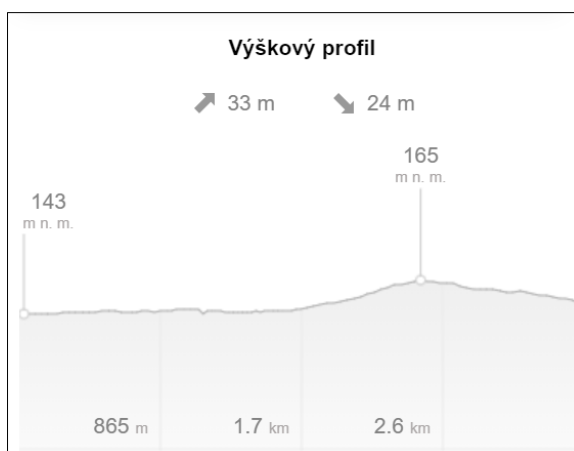 Výškový profil
33 m 24 m
165
m n. m.
143
m n. m.
865 m 1.7 km 2.6 km